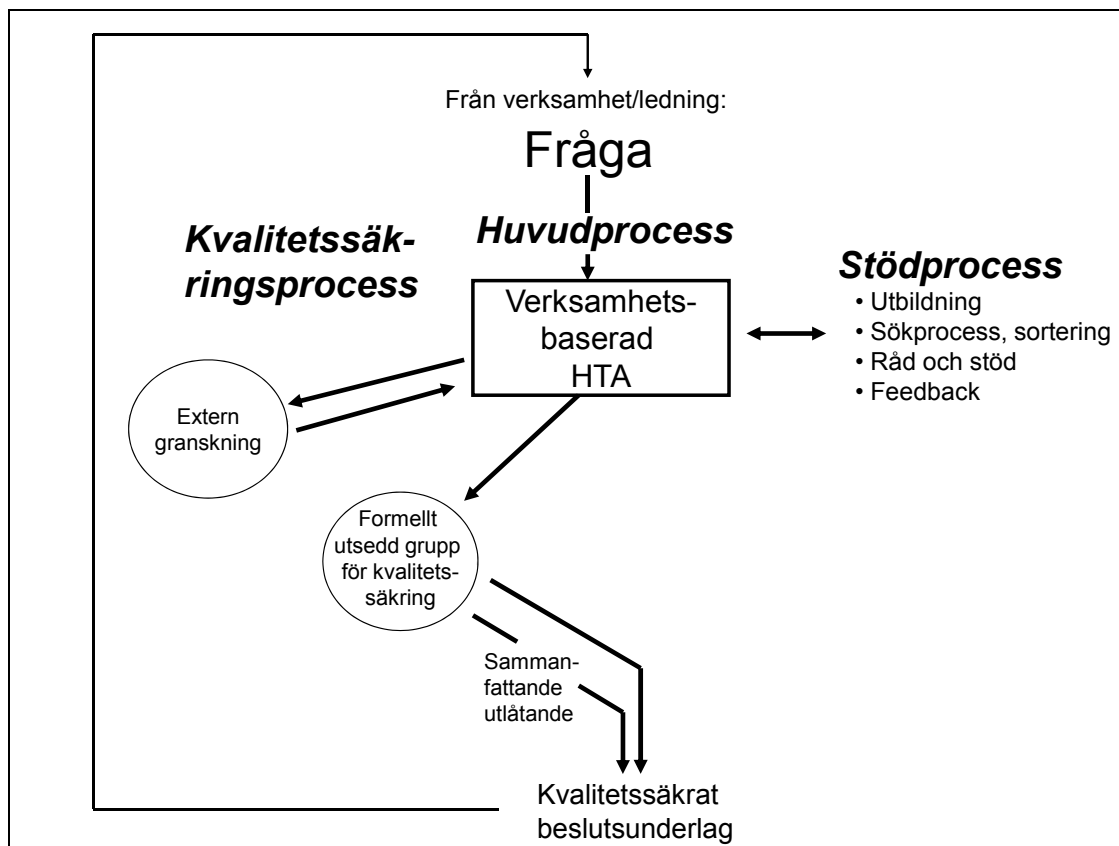 Från verksamhet/ledning:
Fråga
Huvudprocess
Kvalitetssäk-
ringsprocess
Verksamhets-
baserad
HTA
Stödprocess
• Utbildning
• Sökprocess, sortering
• Råd och stöd
• Feedback
Extern
granskning
Formellt
utsedd grupp
för kvalitets-
säkring
Samman-
fattande
utlåtande
Kvalitetssäkrat
beslutsunderlag